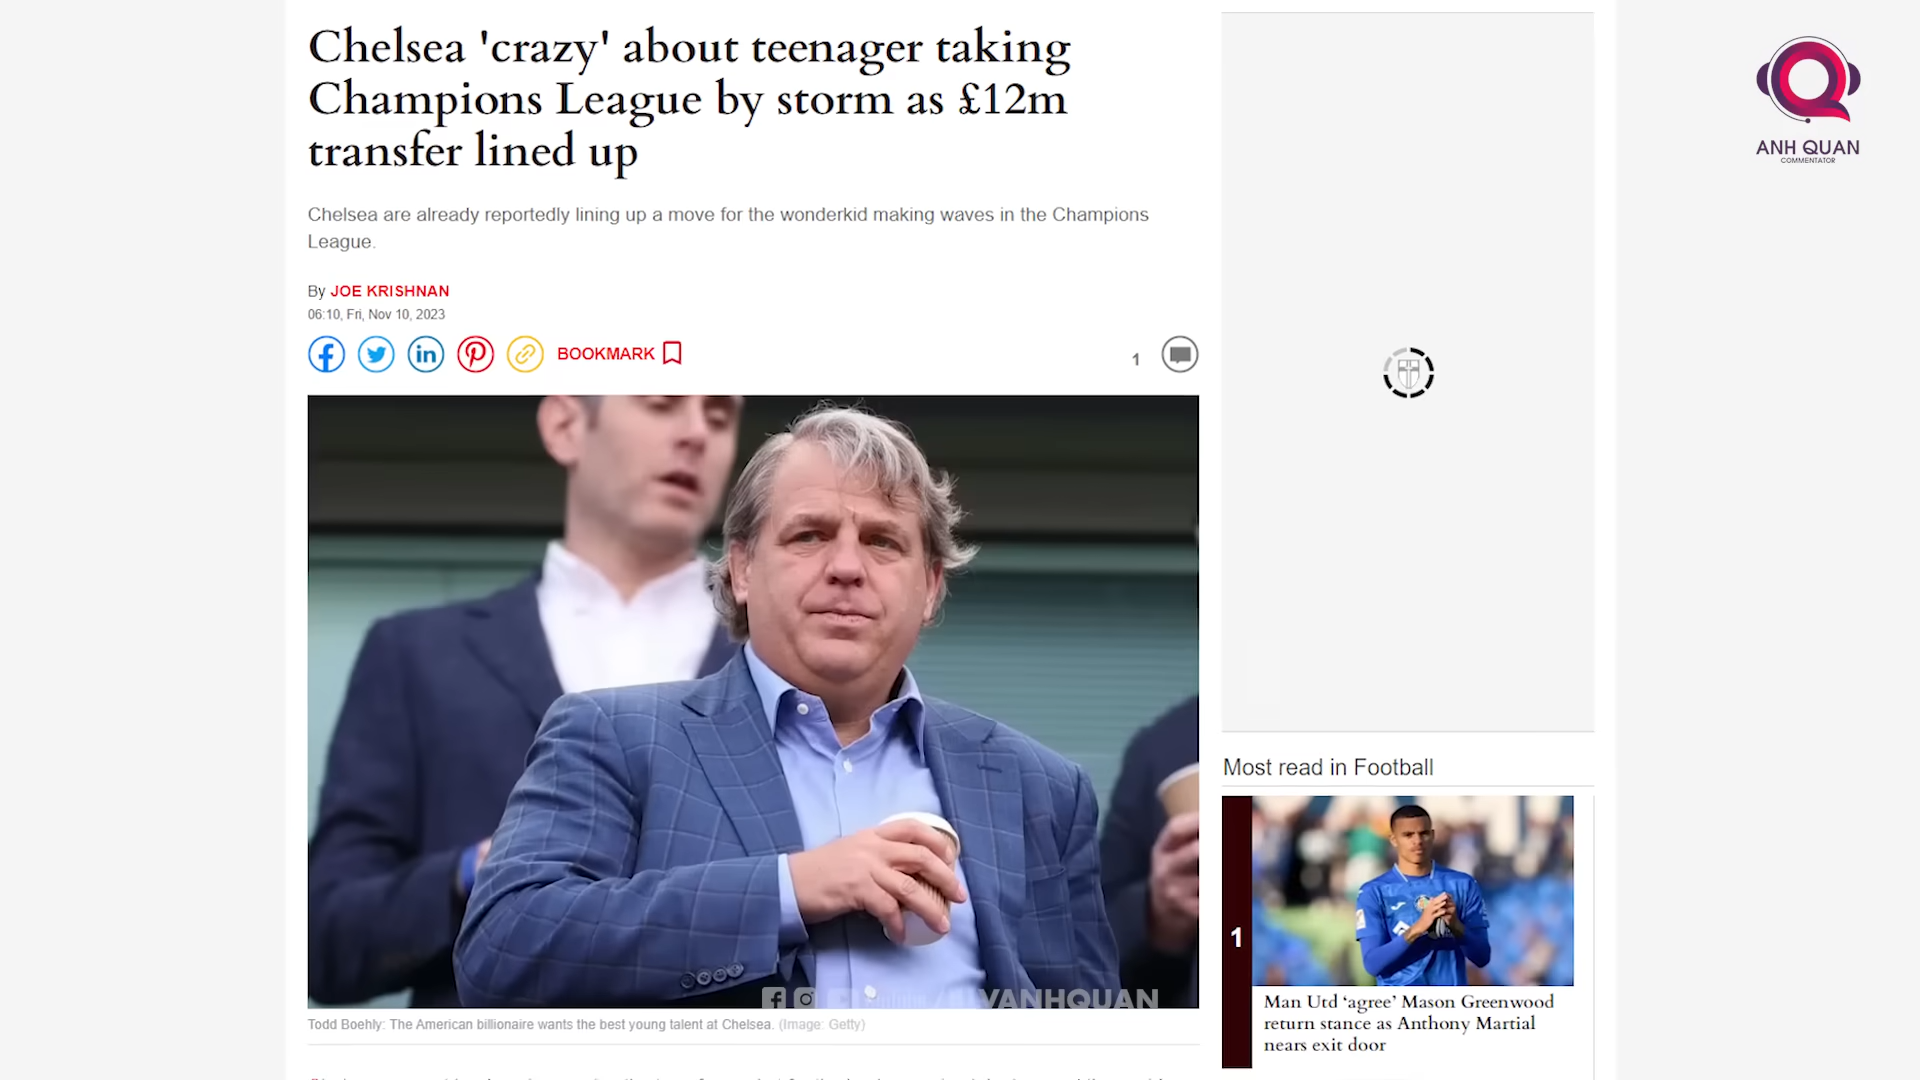 Chelsea 'crazy' about teenager taking
Champions League by storm as £12m
transfer lined up
Chelsea are already reportedly lining up a move for the wonderkid making waves in the Champions
League.
By JOE KRISHNAN
06:10, Fri, Nov 10, 2023
BOOKMARK
1
VANHQUAN
Todd Boehly: The American billionaire wants the best young talent at Chelsea. (Image: Getty)
ANH QUAN
COMMENTATOR
Most read in Football
1
Man Utd ‘agree’ Mason Greenwood
return stance as Anthony Martial
nears exit door